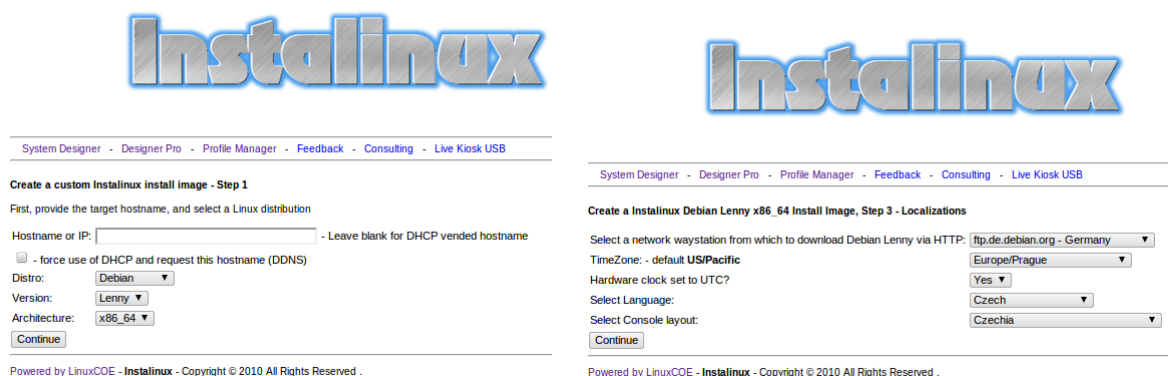 Instalinux
System Designer - Designer Pro - Profile Manager - Feedback - Consulting - Live Kiosk USB
Create a custom Instalinux install image - Step 1
First, provide the target hostname, and select a Linux distribution
Hostname or IP: - Leave blank for DHCP vended hostname
- force use of DHCP and request this hostname (DDNS)
Distro: Debian
Version: Lenny
Architecture: x86_64
Continue
Powered by LinuxCOE - Instalinux - Copyright © 2010 All Rights Reserved .
Instalinux
System Designer - Designer Pro - Profile Manager - Feedback - Consulting - Live Kiosk USB
Create a Instalinux Debian Lenny x86_64 Install Image, Step 3 - Localizations
Select a network waystation from which to download Debian Lenny via HTTP: ftp.de.debian.org - Germany
TimeZone: - default US/Pacific Europe/Prague
Hardware clock set to UTC? Yes
Select Language: Czech
Select Console layout: Czechia
Continue
Powered by LinuxCOE - Instalinux - Copyright © 2010 All Rights Reserved .